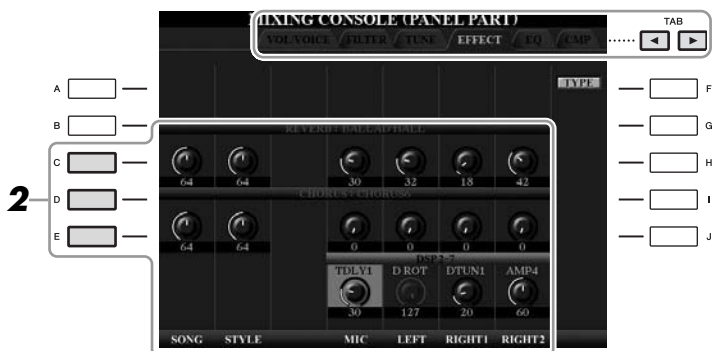 MIXING CONSOLE (PANEL PART)
TAB
VOL/VOICE FILTER TUNE EFFECT EQ CMP
TYPE
A
F
B
G
REVERB: BALLAD HALL
C
64 64 30 32 18 42
H
2
CHORUS: CHORUS6
D
I
E
64 64 0 0 0 0
J
DSP2-7
TDLY1 D ROT DTUN1 AMP4
30 127 20 60
SONG STYLE MIC LEFT RIGHT1 RIGHT2